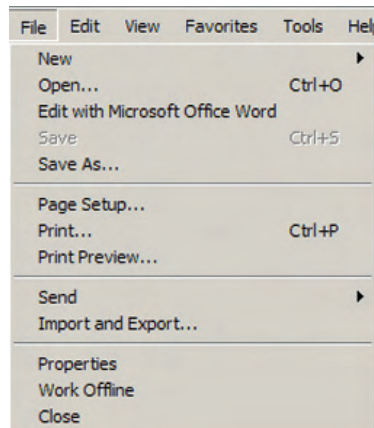 File Edit View Favorites Tools
New
Open... Ctrl+O
Edit with Microsoft Office Word
Save Ctrl+S
Save As...
Page Setup...
Print... Ctrl+P
Print Preview...
Send
Import and Export...
Properties
Work Offline
Close